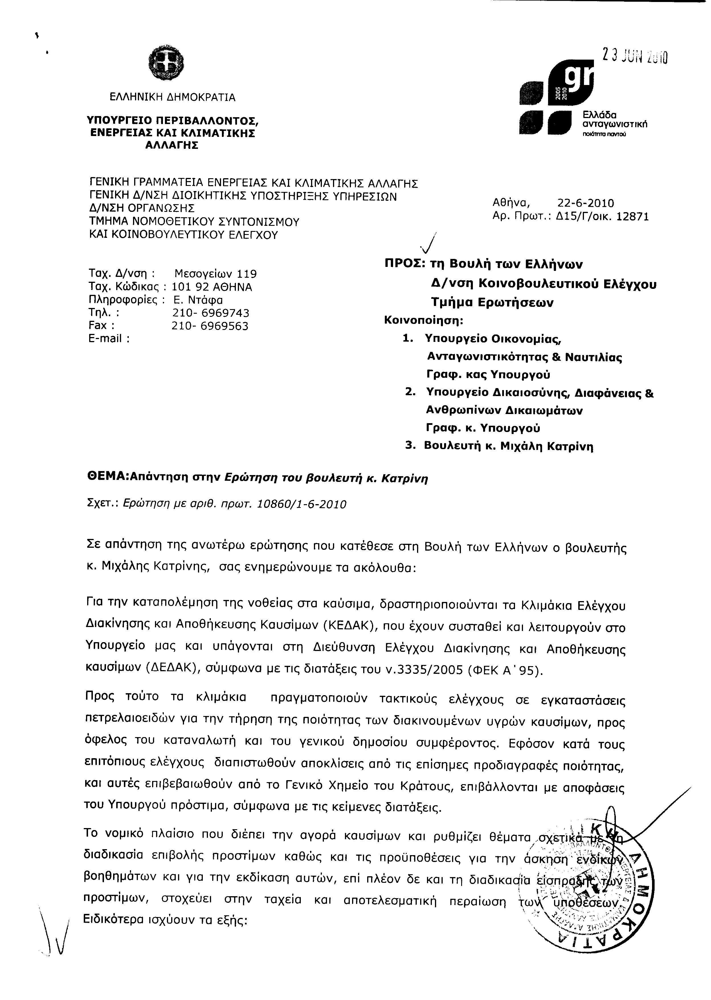 23 JUN 2010
gr
2005
2010
Ελλάδα
ανταγωνιστική
ποιότητα παντού
ΕΛΛΗΝΙΚΗ ΔΗΜΟΚΡΑΤΙΑ
ΥΠΟΥΡΓΕΙΟ ΠΕΡΙΒΑΛΛΟΝΤΟΣ,
ΕΝΕΡΓΕΙΑΣ ΚΑΙ ΚΛΙΜΑΤΙΚΗΣ
ΑΛΛΑΓΗΣ
ΓΕΝΙΚΗ ΓΡΑΜΜΑΤΕΙΑ ΕΝΕΡΓΕΙΑΣ ΚΑΙ ΚΛΙΜΑΤΙΚΗΣ ΑΛΛΑΓΗΣ
ΓΕΝΙΚΗ Δ/ΝΣΗ ΔΙΟΙΚΗΤΙΚΗΣ ΥΠΟΣΤΗΡΙΞΗΣ ΥΠΗΡΕΣΙΩΝ
Δ/ΝΣΗ ΟΡΓΑΝΩΣΗΣ
ΤΜΗΜΑ ΝΟΜΟΘΕΤΙΚΟΥ ΣΥΝΤΟΝΙΣΜΟΥ
ΚΑΙ ΚΟΙΝΟΒΟΥΛΕΥΤΙΚΟΥ ΕΛΕΓΧΟΥ
Αθήνα, 22-6-2010
Αρ. Πρωτ.: Δ15/Γ/οικ. 12871
Ταχ. Δ/νση : Μεσογείων 119
Ταχ. Κώδικας : 101 92 ΑΘΗΝΑ
Πληροφορίες : Ε. Ντάφα
Τηλ. : 210- 6969743
Fax : 210- 6969563
E-mail :
ΠΡΟΣ: τη Βουλή των Ελλήνων
Δ/νση Κοινοβουλευτικού Ελέγχου
Τμήμα Ερωτήσεων
Κοινοποίηση:
1. Υπουργείο Οικονομίας,
Ανταγωνιστικότητας & Ναυτιλίας
Γραφ. κας Υπουργού
2. Υπουργείο Δικαιοσύνης, Διαφάνειας &
Ανθρωπίνων Δικαιωμάτων
Γραφ. κ. Υπουργού
3. Βουλευτή κ. Μιχάλη Κατρίνη
ΘΕΜΑ:Απάντηση στην Ερώτηση του βουλευτή κ. Κατρίνη
Σχετ.: Ερώτηση με αριθ. πρωτ. 10860/1-6-2010
Σε απάντηση της ανωτέρω ερώτησης που κατέθεσε στη Βουλή των Ελλήνων ο βουλευτής
κ. Μιχάλης Κατρίνης, σας ενημερώνουμε τα ακόλουθα:
Για την καταπολέμηση της νοθείας στα καύσιμα, δραστηριοποιούνται τα Κλιμάκια Ελέγχου
Διακίνησης και Αποθήκευσης Καυσίμων (ΚΕΔΑΚ), που έχουν συσταθεί και λειτουργούν στο
Υπουργείο μας και υπάγονται στη Διεύθυνση Ελέγχου Διακίνησης και Αποθήκευσης
καυσίμων (ΔΕΔΑΚ), σύμφωνα με τις διατάξεις του ν.3335/2005 (ΦΕΚ Α΄95).
Προς τούτο τα κλιμάκια πραγματοποιούν τακτικούς ελέγχους σε εγκαταστάσεις
πετρελαιοειδών για την τήρηση της ποιότητας των διακινουμένων υγρών καυσίμων, προς
όφελος του καταναλωτή και του γενικού δημοσίου συμφέροντος. Εφόσον κατά τους
επιτόπιους ελέγχους διαπιστωθούν αποκλίσεις από τις επίσημες προδιαγραφές ποιότητας,
και αυτές επιβεβαιωθούν από το Γενικό Χημείο του Κράτους, επιβάλλονται με αποφάσεις
του Υπουργού πρόστιμα, σύμφωνα με τις κείμενες διατάξεις.
Το νομικό πλαίσιο που διέπει την αγορά καυσίμων και ρυθμίζει θέματα σχετικά με τη
διαδικασία επιβολής προστίμων καθώς και τις προϋποθέσεις για την άσκηση ενδίκων
βοηθημάτων και για την εκδίκαση αυτών, επί πλέον δε και τη διαδικασία είσπραξης των
προστίμων, στοχεύει στην ταχεία και αποτελεσματική περαίωση των υποθέσεων.
Ειδικότερα ισχύουν τα εξής:
ΔΗΜΟΚΡΑΤΙΑ